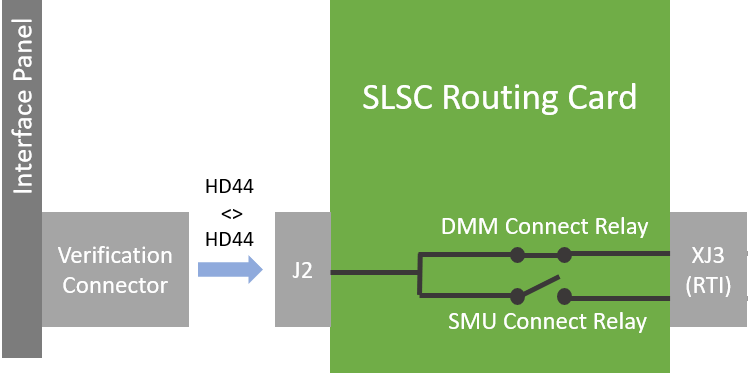 Interface Panel
SLSC Routing Card
HD44
<>
HD44
Verification
Connector
J2
DMM Connect Relay
SMU Connect Relay
XJ3
(RTI)